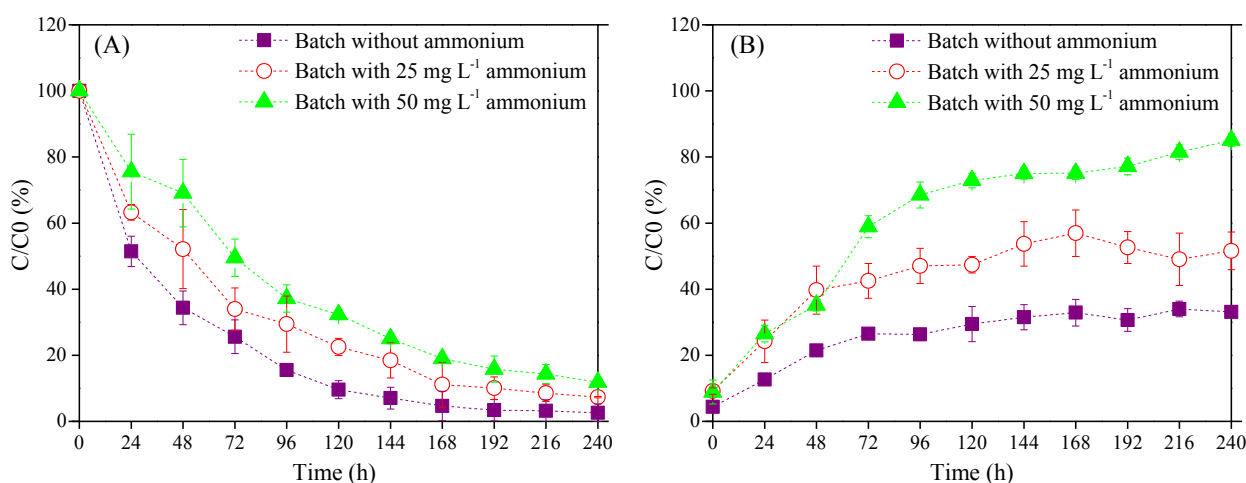 (A)
Batch without ammonium
Batch with 25 mg L⁻¹ ammonium
Batch with 50 mg L⁻¹ ammonium
120
100
80
60
40
20
0
C/C0 (%)
0 24 48 72 96 120 144 168 192 216 240
Time (h)
(B)
Batch without ammonium
Batch with 25 mg L⁻¹ ammonium
Batch with 50 mg L⁻¹ ammonium
120
100
80
60
40
20
0
C/C0 (%)
0 24 48 72 96 120 144 168 192 216 240
Time (h)